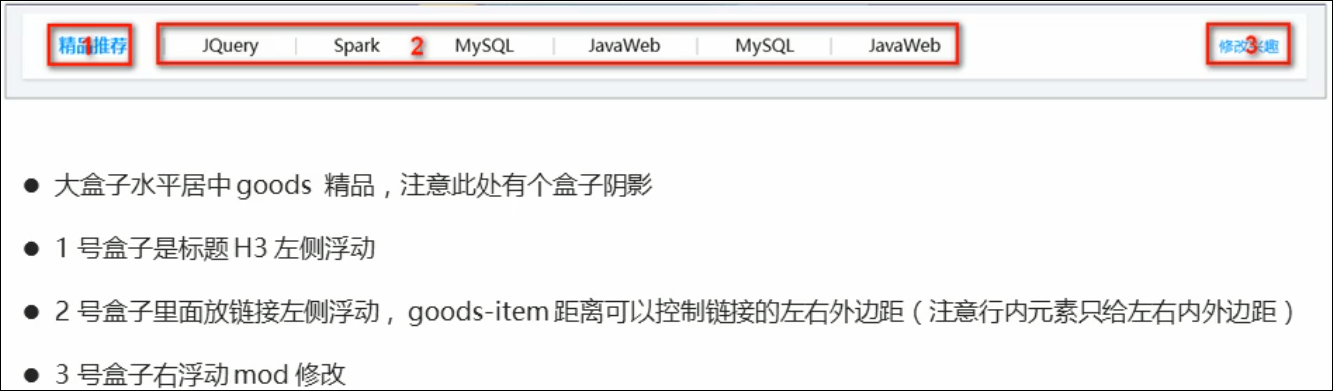 精品推荐 | JQuery | Spark | MySQL | JavaWeb | MySQL | JavaWeb 修改兴趣
1 2 3
● 大盒子水平居中 goods 精品，注意此处有个盒子阴影
● 1 号盒子是标题 H3 左侧浮动
● 2 号盒子里面放链接左侧浮动， goods-item 距离可以控制链接的左右外边距（注意行内元素只给左右内外边距）
● 3 号盒子右浮动 mod 修改